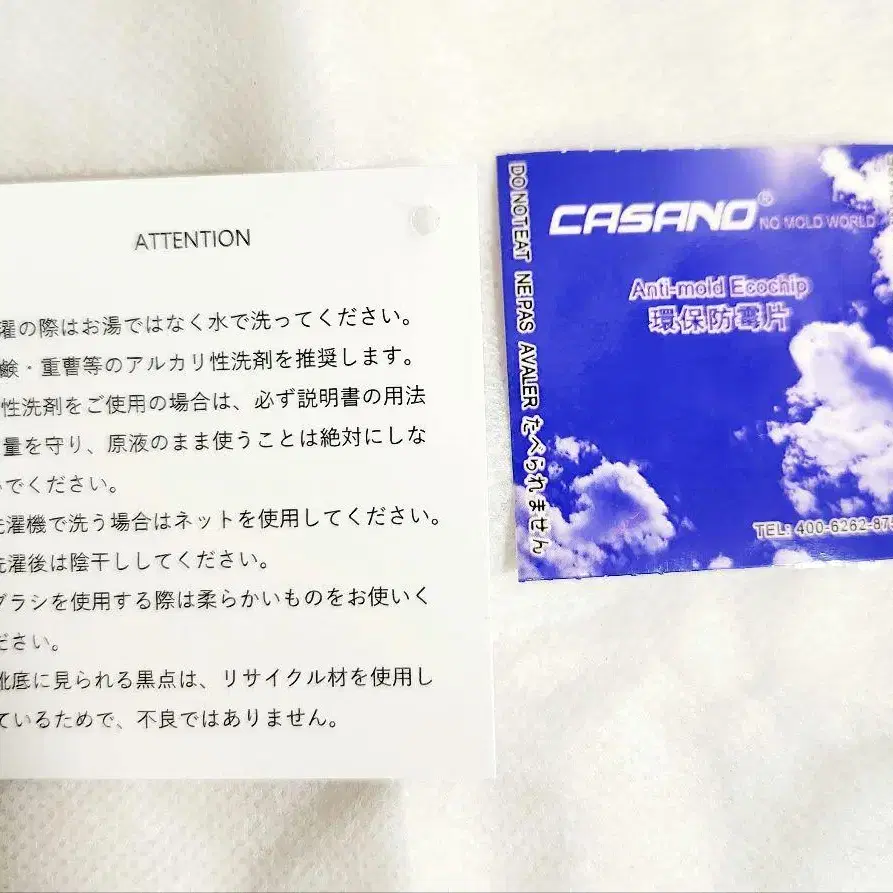 ATTENTION
濯の際はお湯ではなく水で洗ってください。
鹸・重曹等のアルカリ性洗剤を推奨します。
性洗剤をご使用の場合は、必ず説明書の用法
量を守り、原液のまま使うことは絶対にしな
でください。
洗濯機で洗う場合はネットを使用してください。
洗濯後は陰干ししてください。
ブラシを使用する際は柔らかいものをお使いく
ださい。
靴底に見られる黒点は、リサイクル材を使用し
ているためで、不良ではありません。
DO NOT EAT NE PAS AVALER たべられません
CASANO® NO MOLD WORLD
Anti-mold Ecochip
環保防霉片
TEL: 400-6262-87